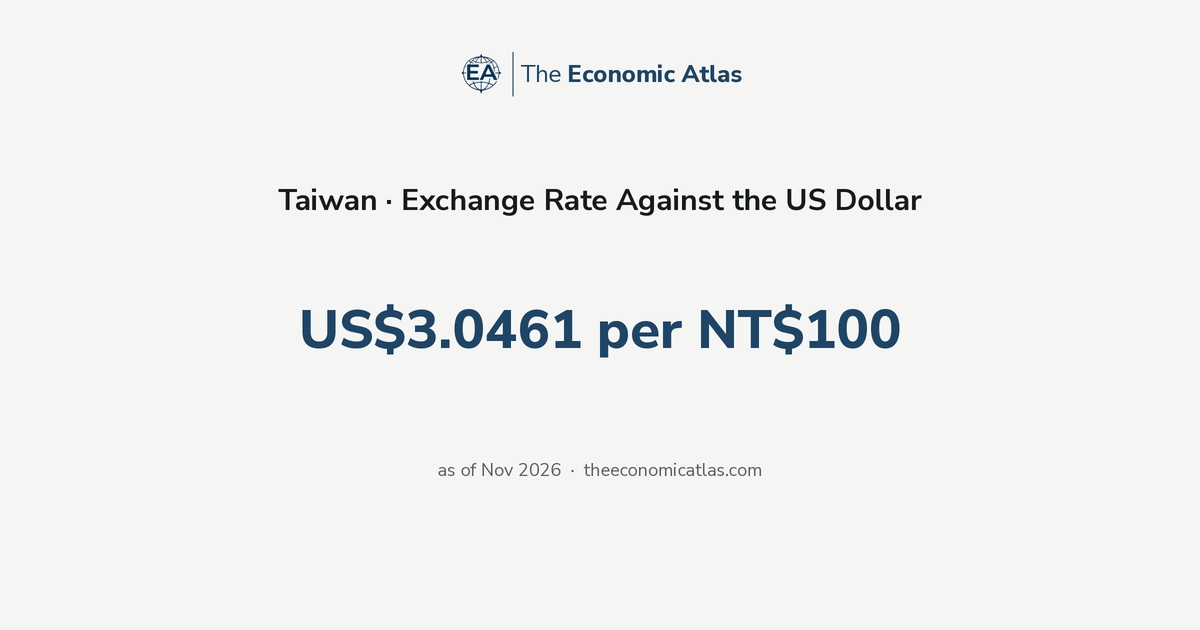 EA The Economic Atlas
Taiwan · Exchange Rate Against the US Dollar
US$3.0461 per NT$100
as of Nov 2026 · theeconomicatlas.com